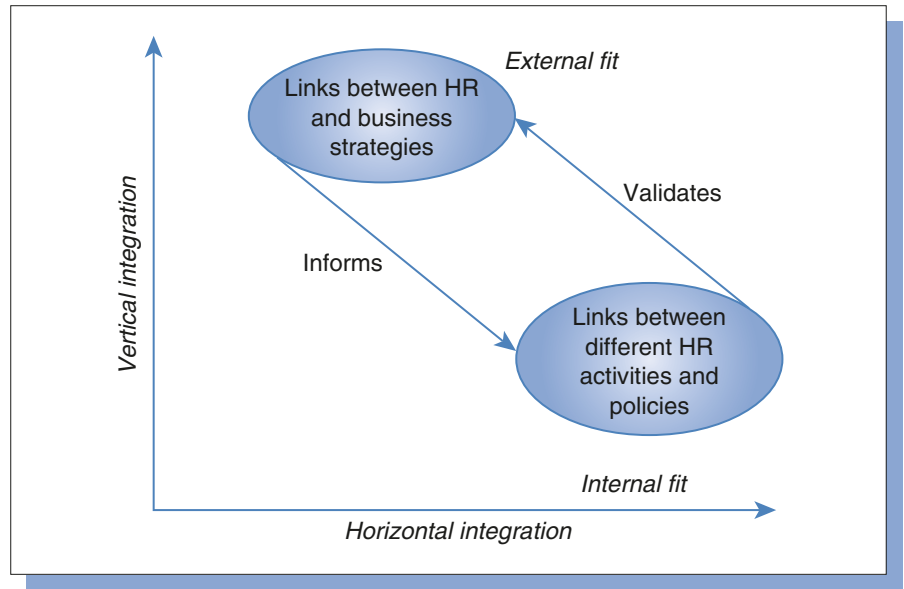 External fit
Links between HR
and business
strategies
Validates
Informs
Vertical integration
Links between
different HR
activities and
policies
Internal fit
Horizontal integration